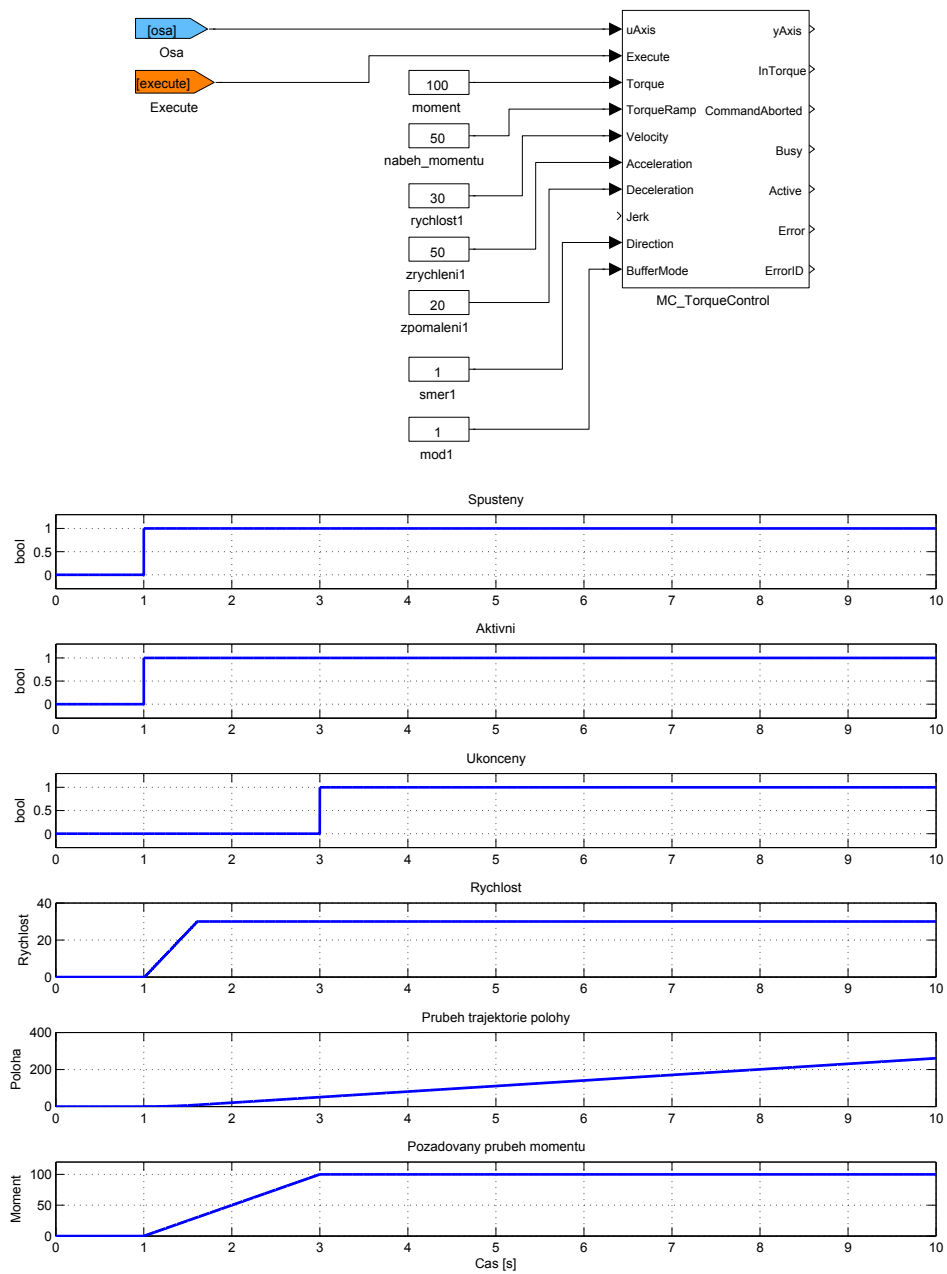 [osa]
Osa
[execute]
Execute
100
moment
50
nabeh_momentu
30
rychlost1
50
zrychleni1
20
zpomaleni1
1
smer1
1
mod1
uAxis
Execute
Torque
TorqueRamp
Velocity
Acceleration
Deceleration
Jerk
Direction
BufferMode
yAxis
InTorque
CommandAborted
Busy
Active
Error
ErrorID
MC_TorqueControl
Spusteny
bool
1
0.5
0
0 1 2 3 4 5 6 7 8 9 10
Aktivni
bool
1
0.5
0
0 1 2 3 4 5 6 7 8 9 10
Ukonceny
bool
1
0.5
0
0 1 2 3 4 5 6 7 8 9 10
Rychlost
Rychlost
40
20
0
0 1 2 3 4 5 6 7 8 9 10
Prubeh trajektorie polohy
Poloha
400
200
0
0 1 2 3 4 5 6 7 8 9 10
Pozadovany prubeh momentu
Moment
100
50
0
0 1 2 3 4 5 6 7 8 9 10
Cas [s]